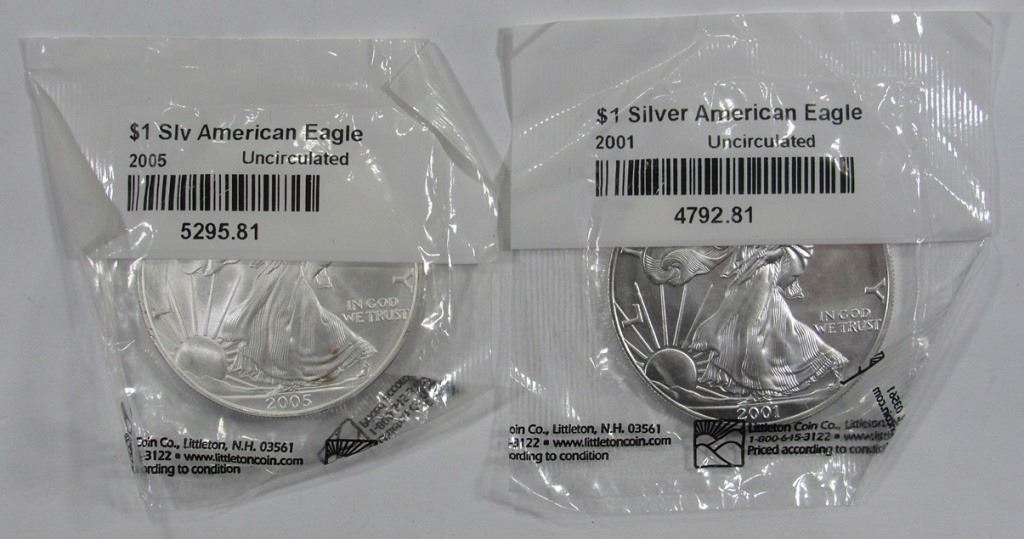 $1 Slv American Eagle
2005 Uncirculated
5295.81
IN GOD
WE TRUST
2005
Coin Co., Littleton, N.H. 03561
-3122 • www.littletoncoin.com
ording to condition
$1 Silver American Eagle
2001 Uncirculated
4792.81
L Y
IN GOD
WE TRUST
2001
oin Co., Littleton, N.H. 03561
-3122 • www.littletoncoin.com
ording to condition
Littleton Coin Co., Littleton
1-800-645-3122 •
Priced according to condi
03561